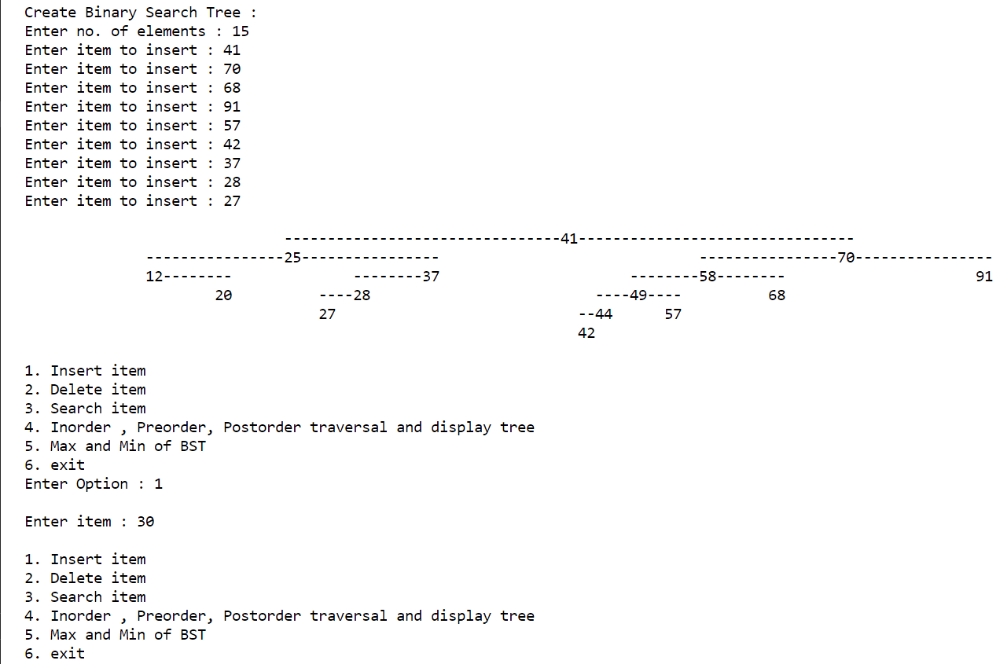 Create Binary Search Tree :
Enter no. of elements : 15
Enter item to insert : 41
Enter item to insert : 70
Enter item to insert : 68
Enter item to insert : 91
Enter item to insert : 57
Enter item to insert : 42
Enter item to insert : 37
Enter item to insert : 28
Enter item to insert : 27
--------------------------------41--------------------------------
----------------25---------------- ----------------70----------------
12-------- --------37 --------58-------- 91
20 ----28 ----49---- 68
27 --44 57
42
1. Insert item
2. Delete item
3. Search item
4. Inorder , Preorder, Postorder traversal and display tree
5. Max and Min of BST
6. exit
Enter Option : 1
Enter item : 30
1. Insert item
2. Delete item
3. Search item
4. Inorder , Preorder, Postorder traversal and display tree
5. Max and Min of BST
6. exit